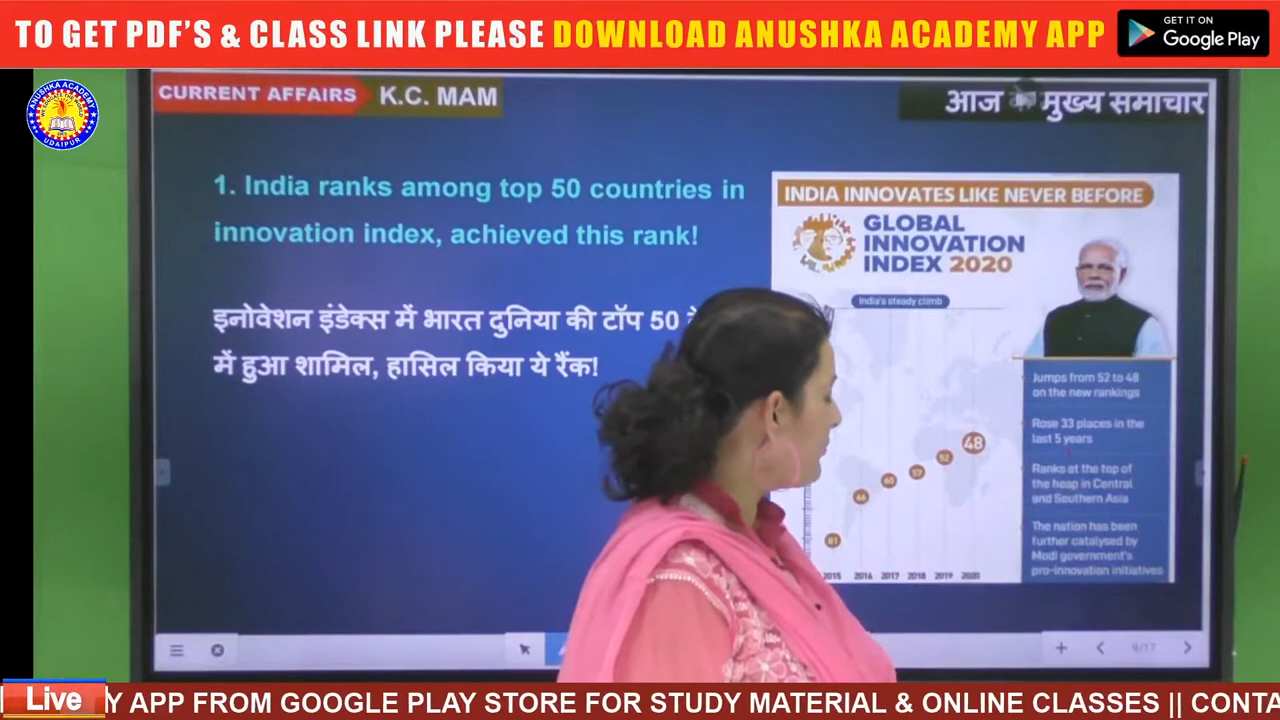 TO GET PDF'S & CLASS LINK PLEASE DOWNLOAD ANUSHKA ACADEMY APP
GET IT ON
Google Play
ANUSHKA ACADEMY
UDAIPUR
CURRENT AFFAIRS
K.C. MAM
आज का मुख्य समाचार
1. India ranks among top 50 countries in
innovation index, achieved this rank!
इनोवेशन इंडेक्स में भारत दुनिया की टॉप 50
में हुआ शामिल, हासिल किया ये रैंक!
INDIA INNOVATES LIKE NEVER BEFORE
GLOBAL
INNOVATION
INDEX 2020
India's steady climb
48
52
57
60
66
81
2015 2016 2017 2018 2019 2020
Jumps from 52 to 48
on the new rankings
Rose 33 places in the
last 5 years
Ranks at the top of
the heap in Central
and Southern Asia
The nation has been
further catalysed by
Modi government's
pro-innovation initiatives
9/17
Live
Y APP FROM GOOGLE PLAY STORE FOR STUDY MATERIAL & ONLINE CLASSES || CONTA